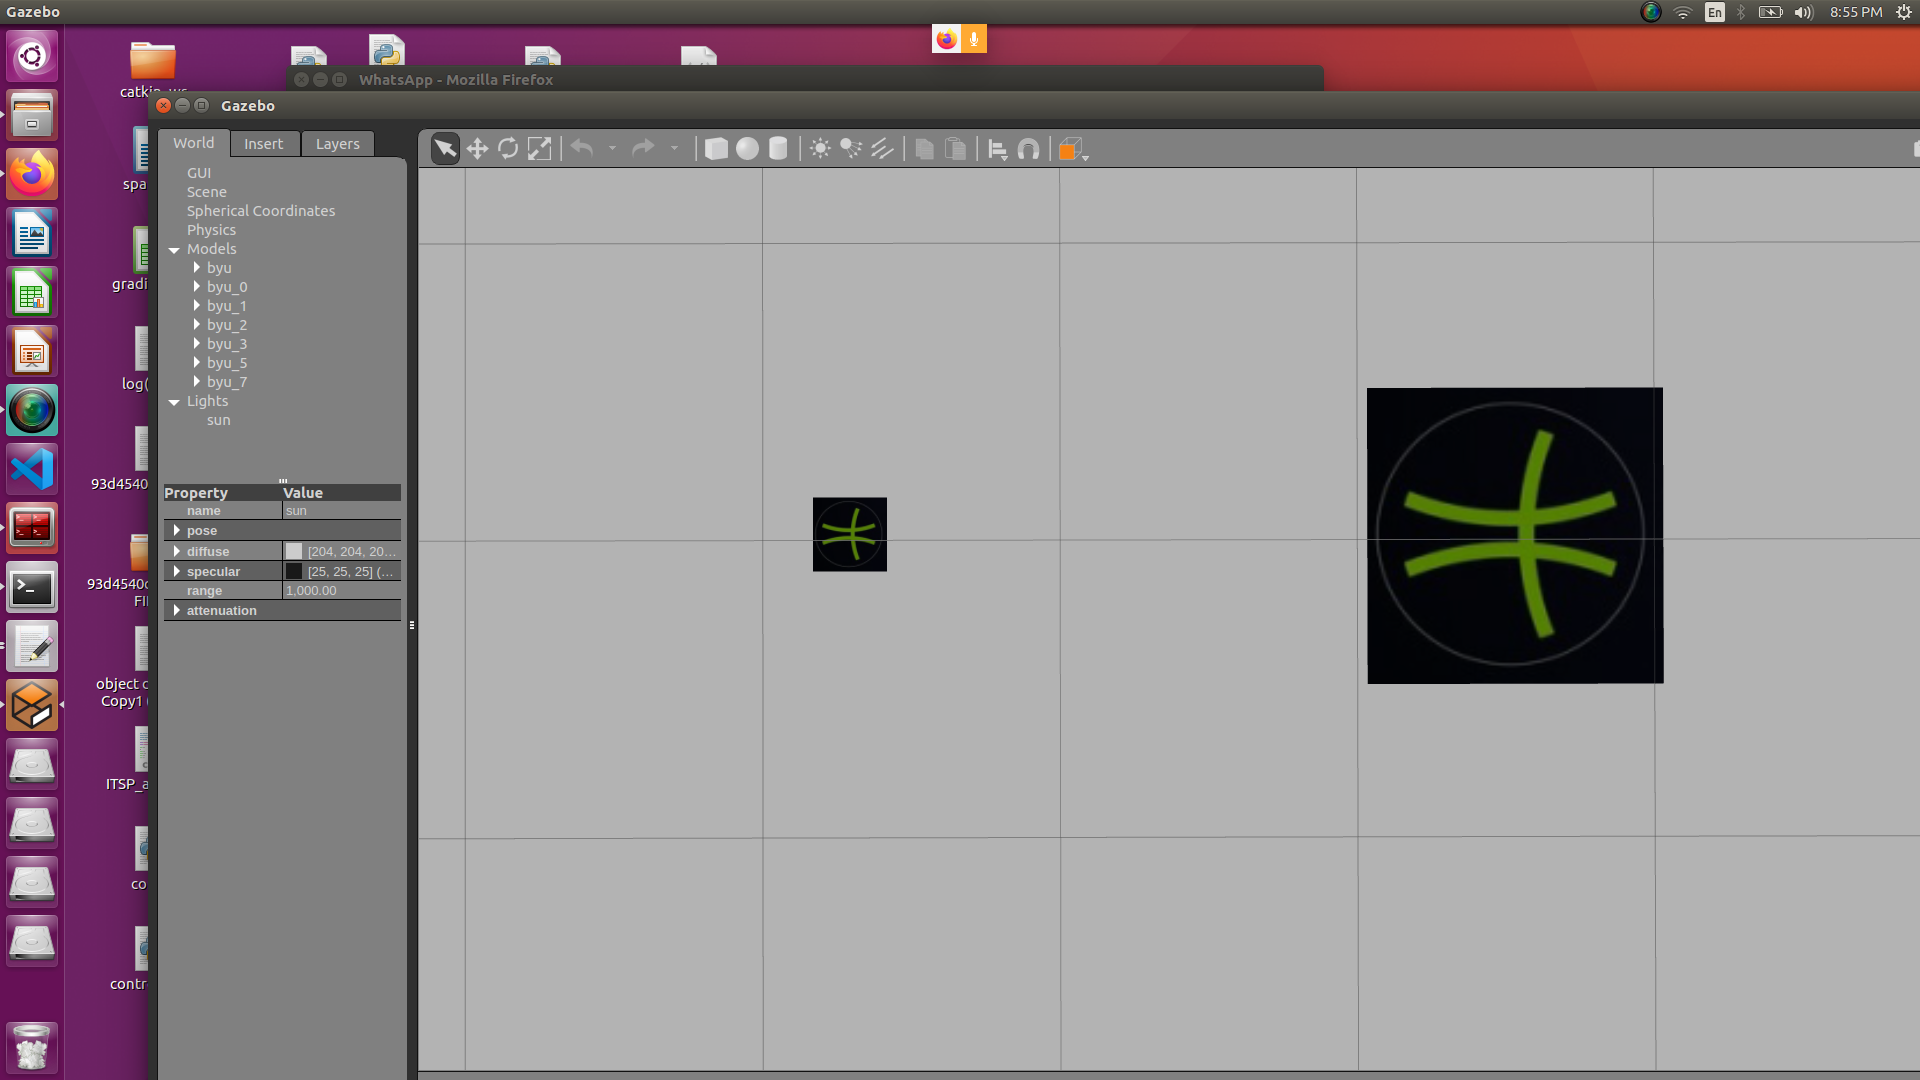 Gazebo
En
8:55 PM
WhatsApp - Mozilla Firefox
Gazebo
World Insert Layers
GUI
Scene
Spherical Coordinates
Physics
Models
byu
byu_0
byu_1
byu_2
byu_3
byu_5
byu_7
Lights
sun
Property Value
name sun
pose
diffuse [204, 204, 20...
specular [25, 25, 25] (...
range 1,000.00
attenuation
catkin_ws
spa
gradi
log(
93d4540
93d4540
FI
object c
Copy1
ITSP_a
co
contr